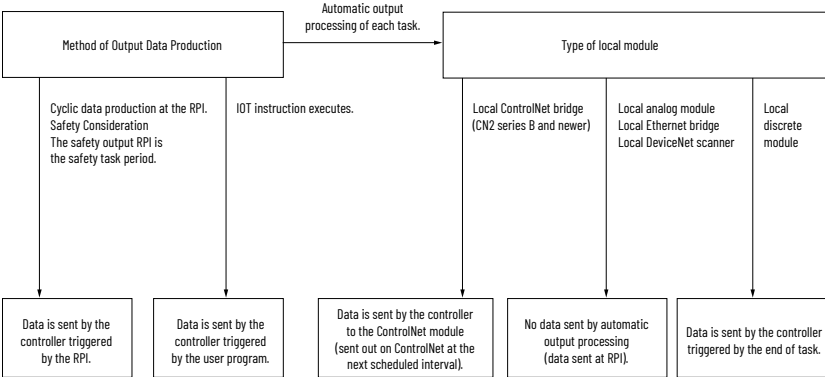 Automatic output
processing of each task.
Method of Output Data Production
Type of local module
Cyclic data production at the RPI.
Safety Consideration
The safety output RPI is
the safety task period.
IOT instruction executes.
Local ControlNet bridge
(CN2 series B and newer)
Local analog module
Local Ethernet bridge
Local DeviceNet scanner
Local
discrete
module
Data is sent by the
controller triggered
by the RPI.
Data is sent by the
controller triggered
by the user program.
Data is sent by the controller
to the ControlNet module
(sent out on ControlNet at the
next scheduled interval).
No data sent by automatic
output processing
(data sent at RPI).
Data is sent by the controller
triggered by the end of task.